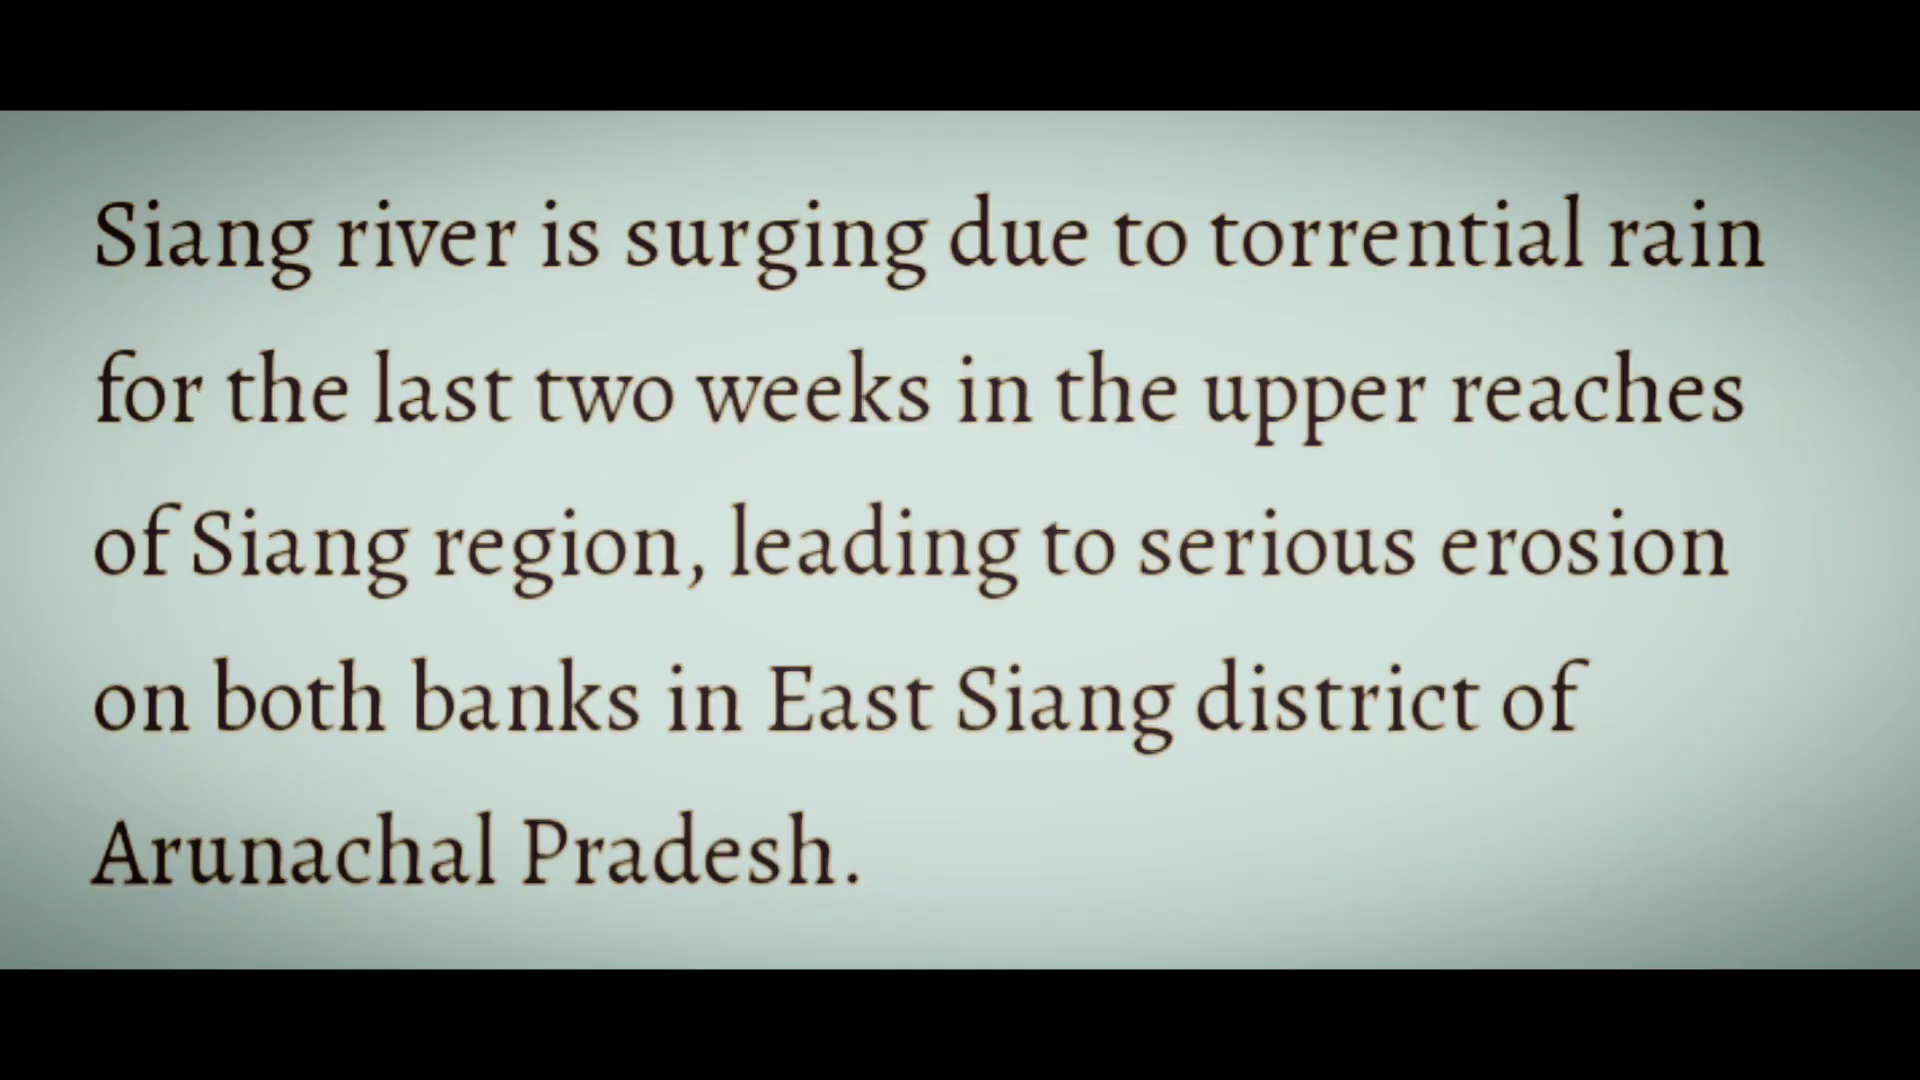 Siang river is surging due to torrential rain
for the last two weeks in the upper reaches
of Siang region, leading to serious erosion
on both banks in East Siang district of
Arunachal Pradesh.